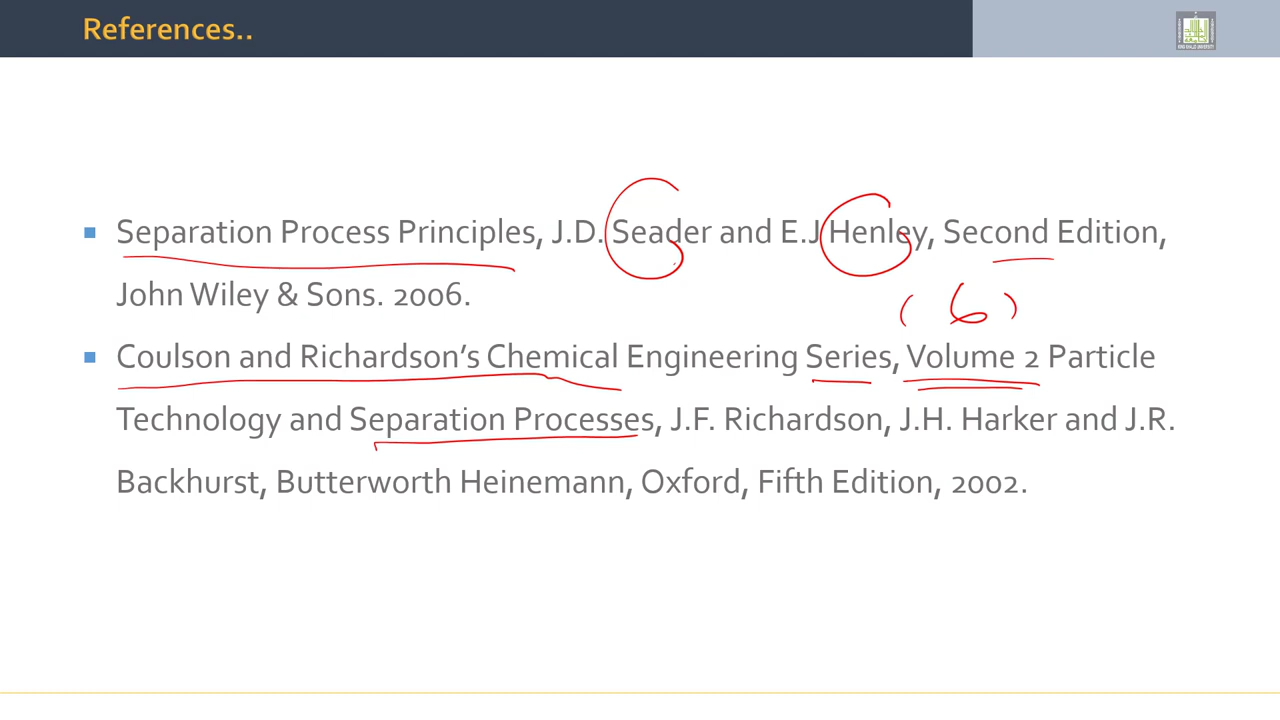 References..
Separation Process Principles, J.D. Seader and E.J Henley, Second Edition,
John Wiley & Sons. 2006.
( 6 )
Coulson and Richardson's Chemical Engineering Series, Volume 2 Particle
Technology and Separation Processes, J.F. Richardson, J.H. Harker and J.R.
Backhurst, Butterworth Heinemann, Oxford, Fifth Edition, 2002.